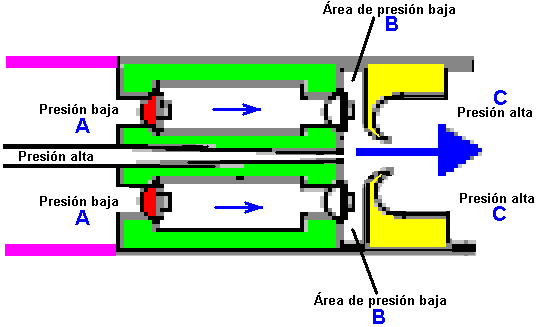 Área de presión baja
B
C
Presión baja
Presión alta
A
Presión alta
Presión baja
Presión alta
A
C
Área de presión baja
B